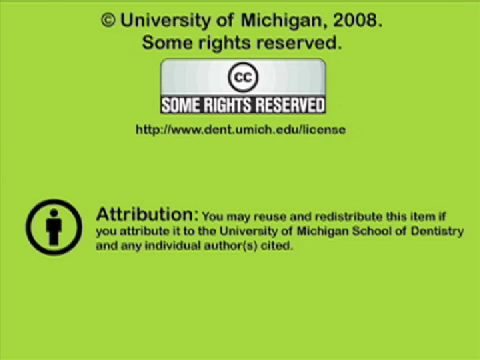 © University of Michigan, 2008.
Some rights reserved.
cc
SOME RIGHTS RESERVED
http://www.dent.umich.edu/license
Attribution: You may reuse and redistribute this item if
you attribute it to the University of Michigan School of Dentistry
and any individual author(s) cited.